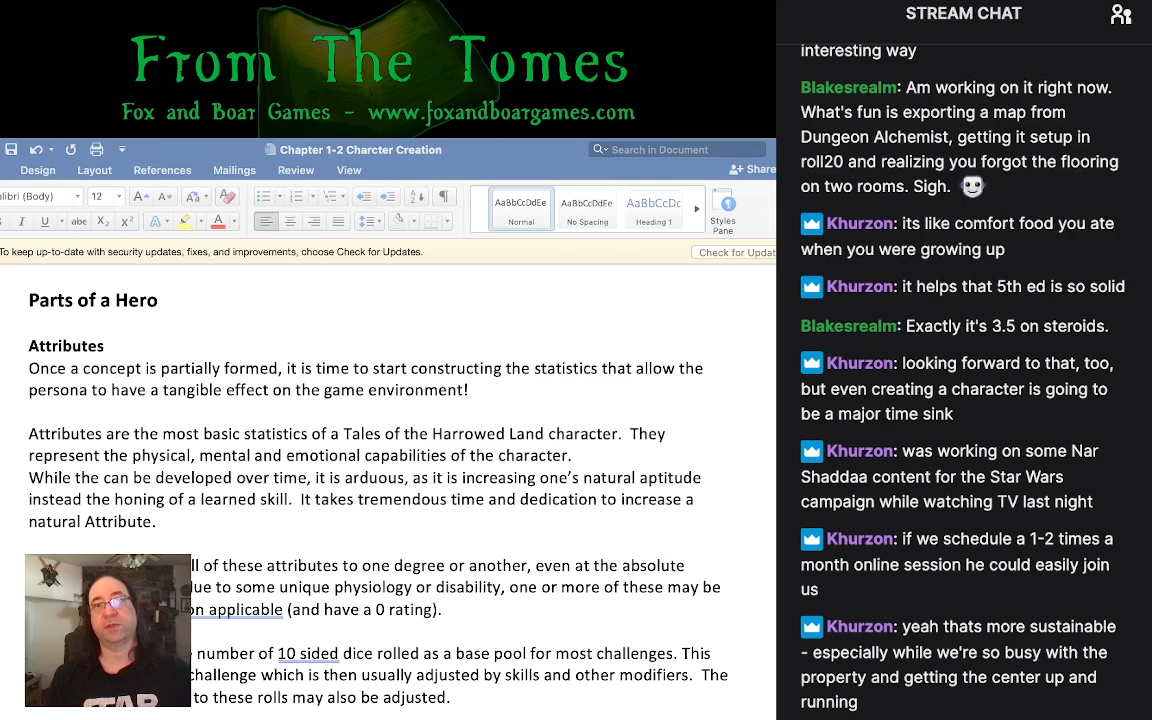 From The Tomes
Fox and Boar Games - www.foxandboargames.com
Chapter 1-2 Charcter Creation
Search in Document
Design Layout References Mailings Review View
Share
alibri (Body) 12
AaBbCcDdEe AaBbCcDdEe AaBbCcDc
Normal No Spacing Heading 1
Styles
Pane
To keep up-to-date with security updates, fixes, and improvements, choose Check for Updates.
Check for Updat
Parts of a Hero
Attributes
Once a concept is partially formed, it is time to start constructing the statistics that allow the
persona to have a tangible effect on the game environment!
Attributes are the most basic statistics of a Tales of the Harrowed Land character. They
represent the physical, mental and emotional capabilities of the character.
While the can be developed over time, it is arduous, as it is increasing one's natural aptitude
instead the honing of a learned skill. It takes tremendous time and dedication to increase a
natural Attribute.
ll of these attributes to one degree or another, even at the absolute
ue to some unique physiology or disability, one or more of these may be
on applicable (and have a 0 rating).
number of 10 sided dice rolled as a base pool for most challenges. This
challenge which is then usually adjusted by skills and other modifiers. The
to these rolls may also be adjusted.
STAR
STREAM CHAT
interesting way
Blakesrealm: Am working on it right now.
What's fun is exporting a map from
Dungeon Alchemist, getting it setup in
roll20 and realizing you forgot the flooring
on two rooms. Sigh.
Khurzon: its like comfort food you ate
when you were growing up
Khurzon: it helps that 5th ed is so solid
Blakesrealm: Exactly it's 3.5 on steroids.
Khurzon: looking forward to that, too,
but even creating a character is going to
be a major time sink
Khurzon: was working on some Nar
Shaddaa content for the Star Wars
campaign while watching TV last night
Khurzon: if we schedule a 1-2 times a
month online session he could easily join
us
Khurzon: yeah thats more sustainable
- especially while we're so busy with the
property and getting the center up and
running